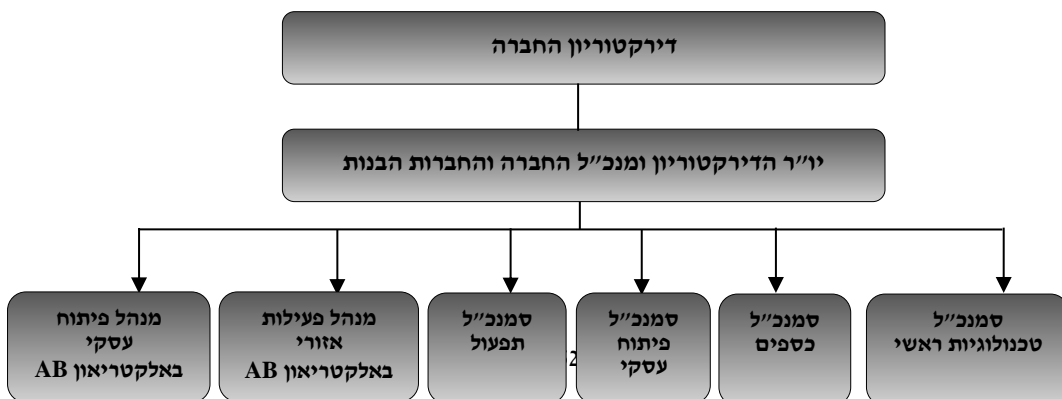 דירקטוריון החברה
יו״ר הדירקטוריון ומנכ״ל החברה והחברות הבנות
סמנכ״ל
טכנולוגיות ראשי
סמנכ״ל
כספים
סמנכ״ל
פיתוח
עסקי
סמנכ״ל
תפעול
מנהל פעילות
אזורי
באלקטריאון AB
מנהל פיתוח
עסקי
באלקטריאון AB